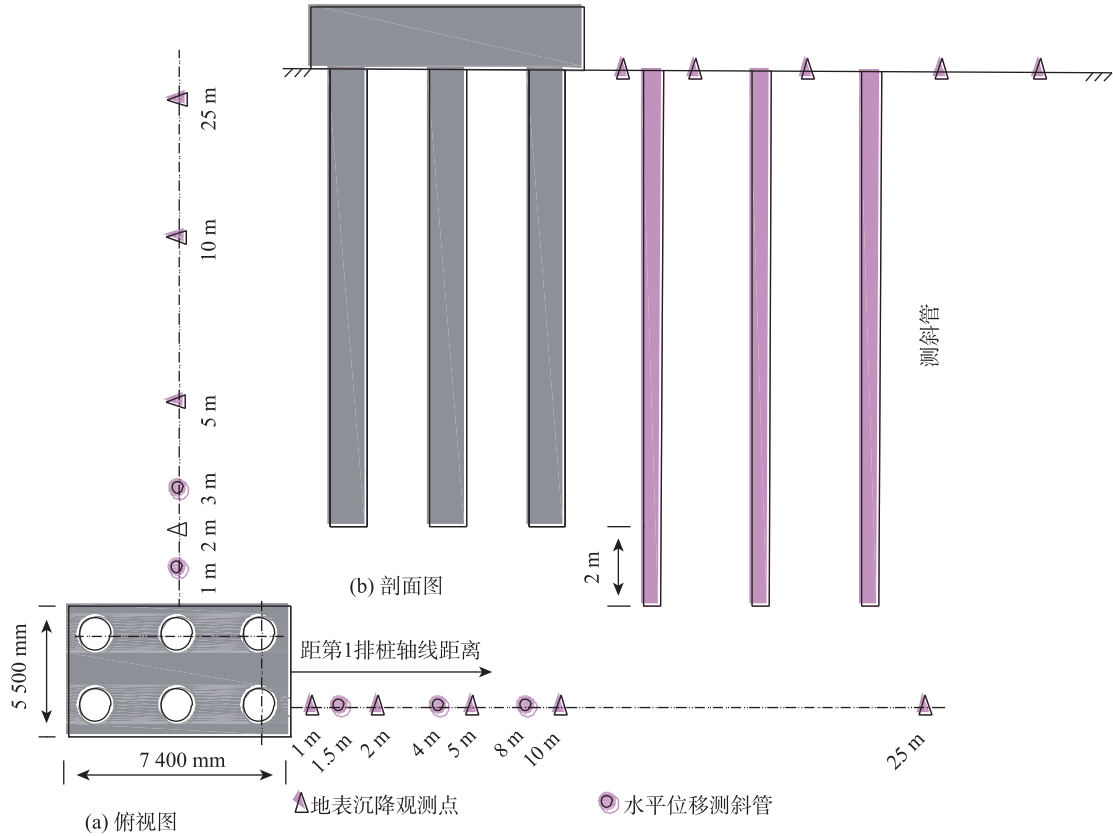 25 m
10 m
5 m
3 m
2 m
1 m
测斜管
2 m
(b) 剖面图
5 500 mm
距第1排桩轴线距离
1 m
1.5 m
2 m
4 m
5 m
8 m
10 m
25 m
7 400 mm
地表沉降观测点
水平位移测斜管
(a) 俯视图